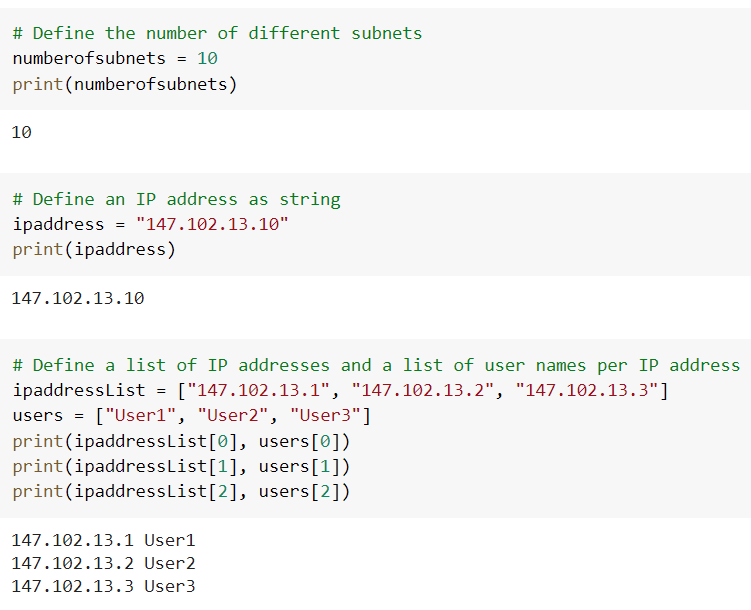 # Define the number of different subnets
numberofsubnets = 10
print(numberofsubnets)
10
# Define an IP address as string
ipaddress = "147.102.13.10"
print(ipaddress)
147.102.13.10
# Define a list of IP addresses and a list of user names per IP address
ipaddressList = ["147.102.13.1", "147.102.13.2", "147.102.13.3"]
users = ["User1", "User2", "User3"]
print(ipaddressList[0], users[0])
print(ipaddressList[1], users[1])
print(ipaddressList[2], users[2])
147.102.13.1 User1
147.102.13.2 User2
147.102.13.3 User3